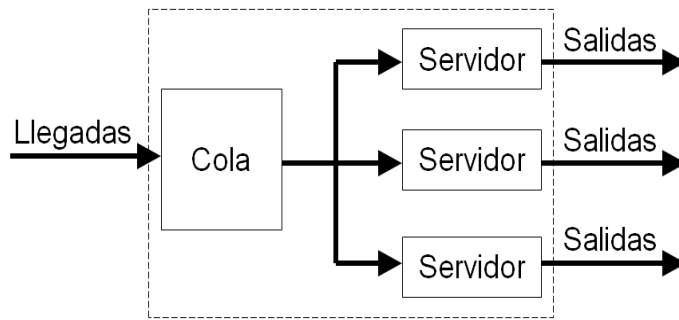 Llegadas
Cola
Servidor
Salidas
Servidor
Salidas
Servidor
Salidas